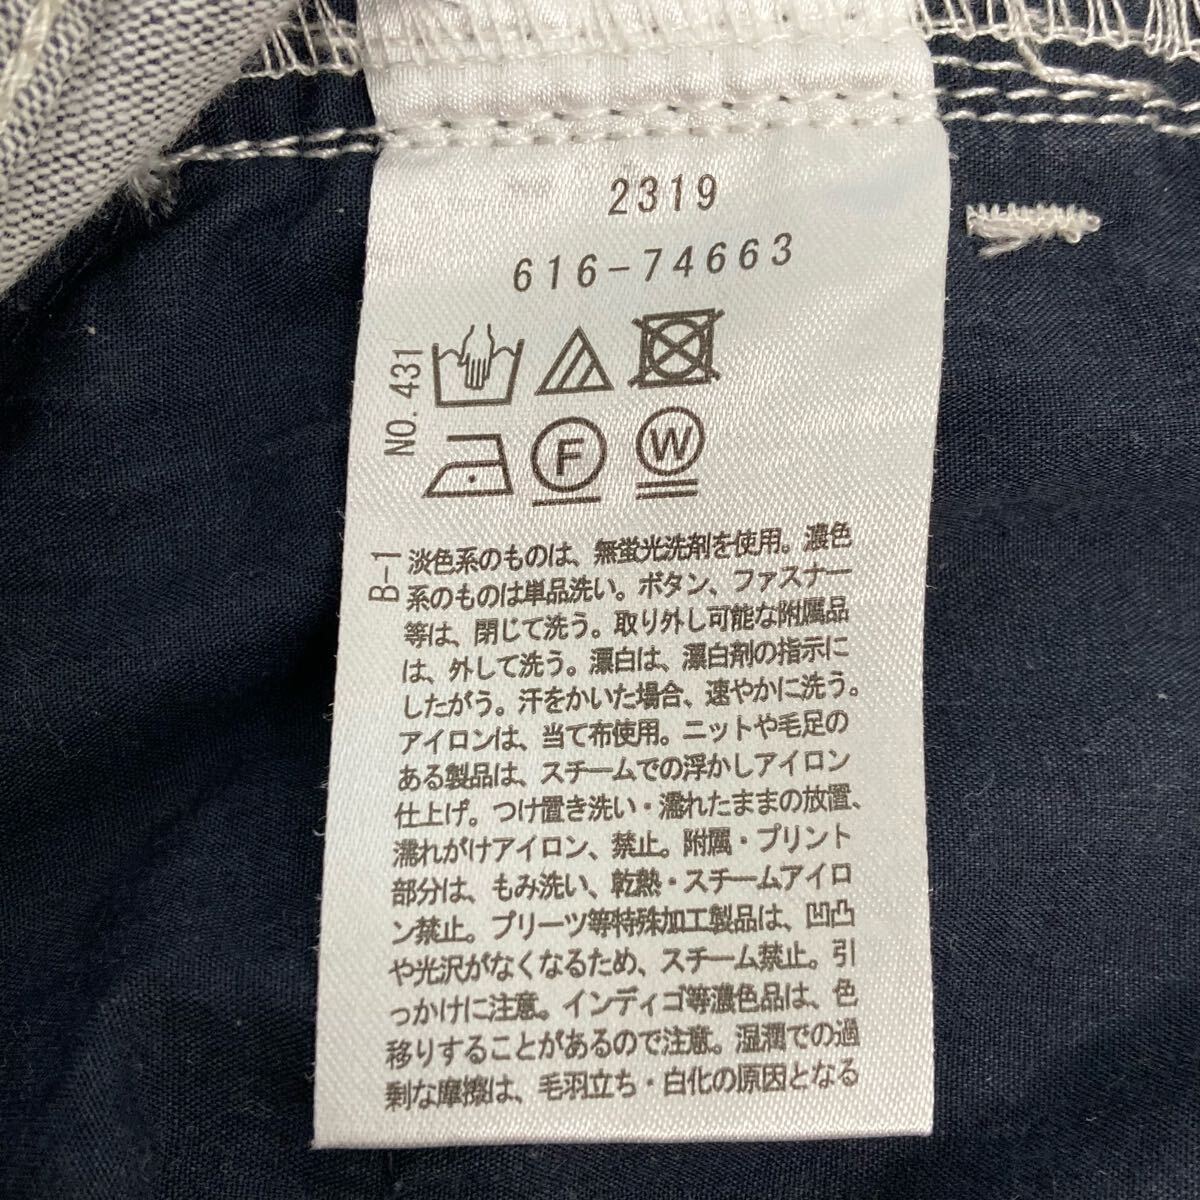 2319
616-74663
NO. 431
F
W
B-1
淡色系のものは、無蛍光洗剤を使用。濃色
系のものは単品洗い。ボタン、ファスナー
等は、閉じて洗う。取り外し可能な附属品
は、外して洗う。漂白は、漂白剤の指示に
したがう。汗をかいた場合、速やかに洗う。
アイロンは、当て布使用。ニットや毛足の
ある製品は、スチームでの浮かしアイロン
仕上げ。つけ置き洗い・濡れたままの放置、
濡れがけアイロン、禁止。附属・プリント
部分は、もみ洗い、乾熱・スチームアイロ
ン禁止。プリーツ等特殊加工製品は、凹凸
や光沢がなくなるため、スチーム禁止。引
っかけに注意。インディゴ等濃色品は、色
移りすることがあるので注意。湿潤での過
剰な摩擦は、毛羽立ち・白化の原因となる